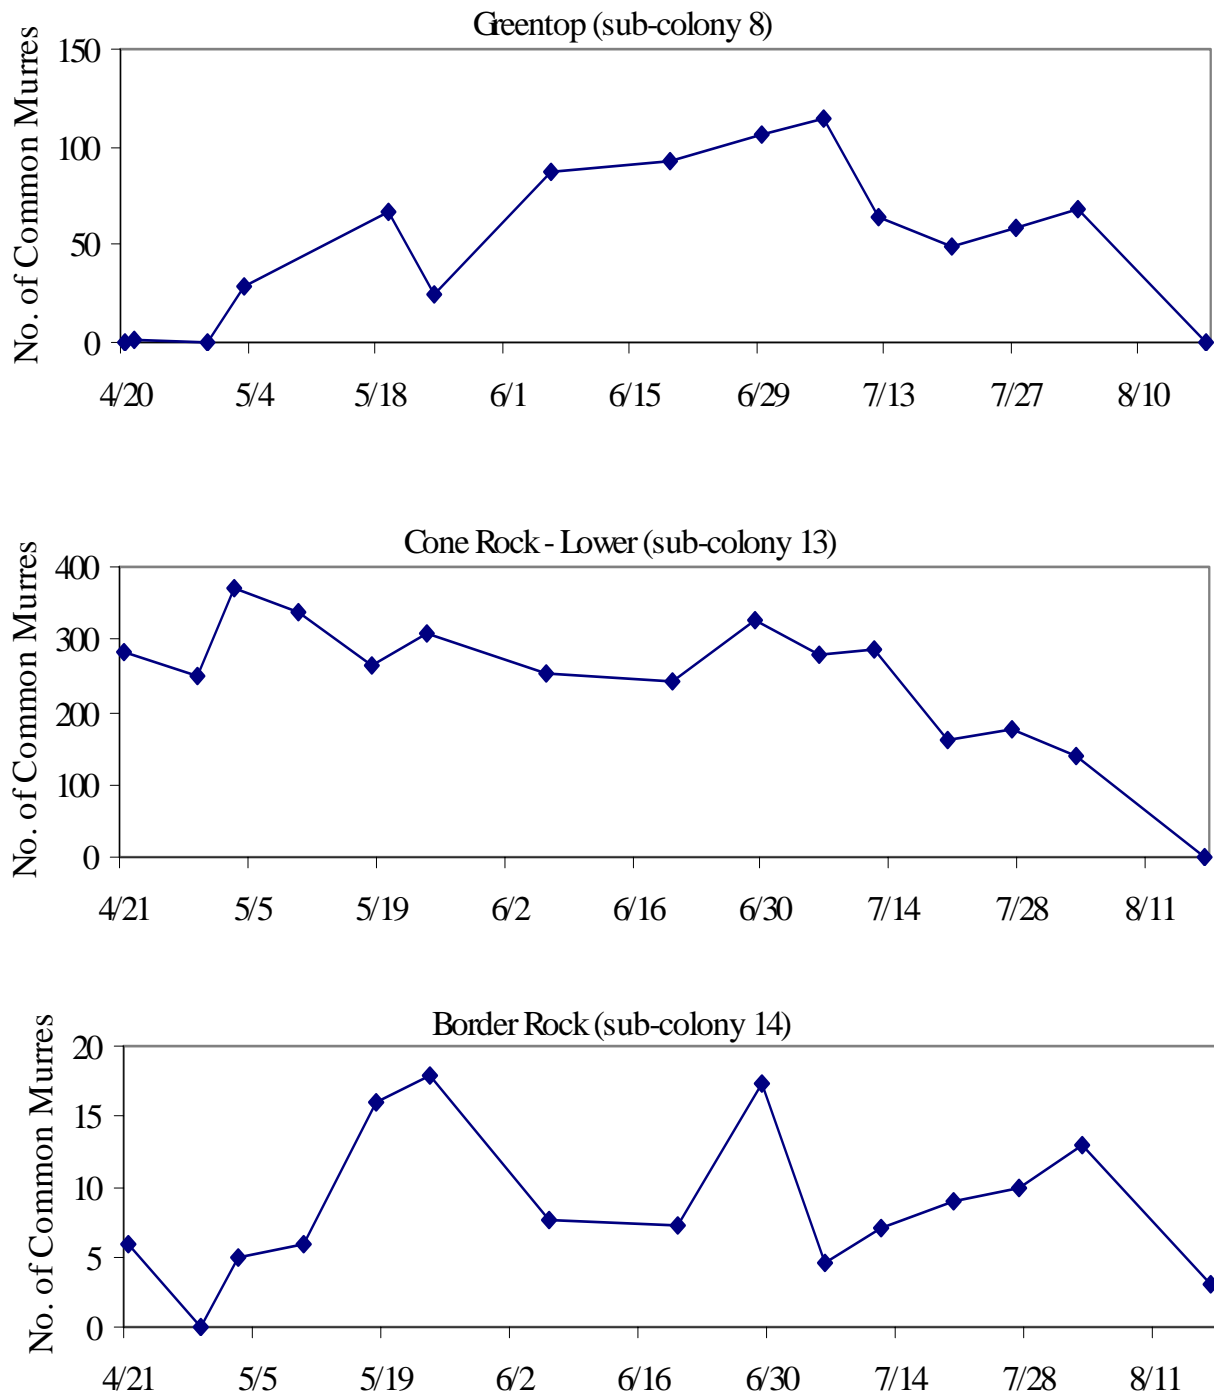 Greentop (sub-colony 8)
No. of Common Murres
150
100
50
0
4/20 5/4 5/18 6/1 6/15 6/29 7/13 7/27 8/10
Cone Rock - Lower (sub-colony 13)
No. of Common Murres
400
300
200
100
0
4/21 5/5 5/19 6/2 6/16 6/30 7/14 7/28 8/11
Border Rock (sub-colony 14)
No. of Common Murres
20
15
10
5
0
4/21 5/5 5/19 6/2 6/16 6/30 7/14 7/28 8/11